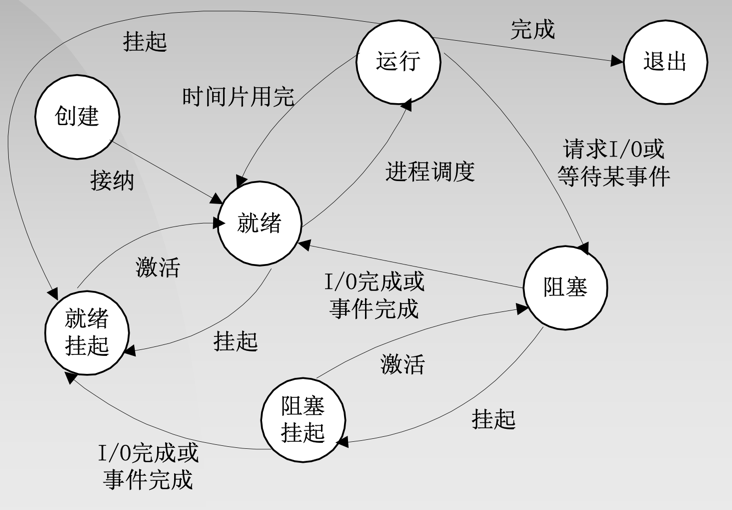 挂起
完成
运行
退出
时间片用完
创建
请求I/O或
等待某事件
接纳
进程调度
就绪
激活
I/O完成或
事件完成
阻塞
就绪
挂起
挂起
激活
阻塞
挂起
挂起
I/O完成或
事件完成